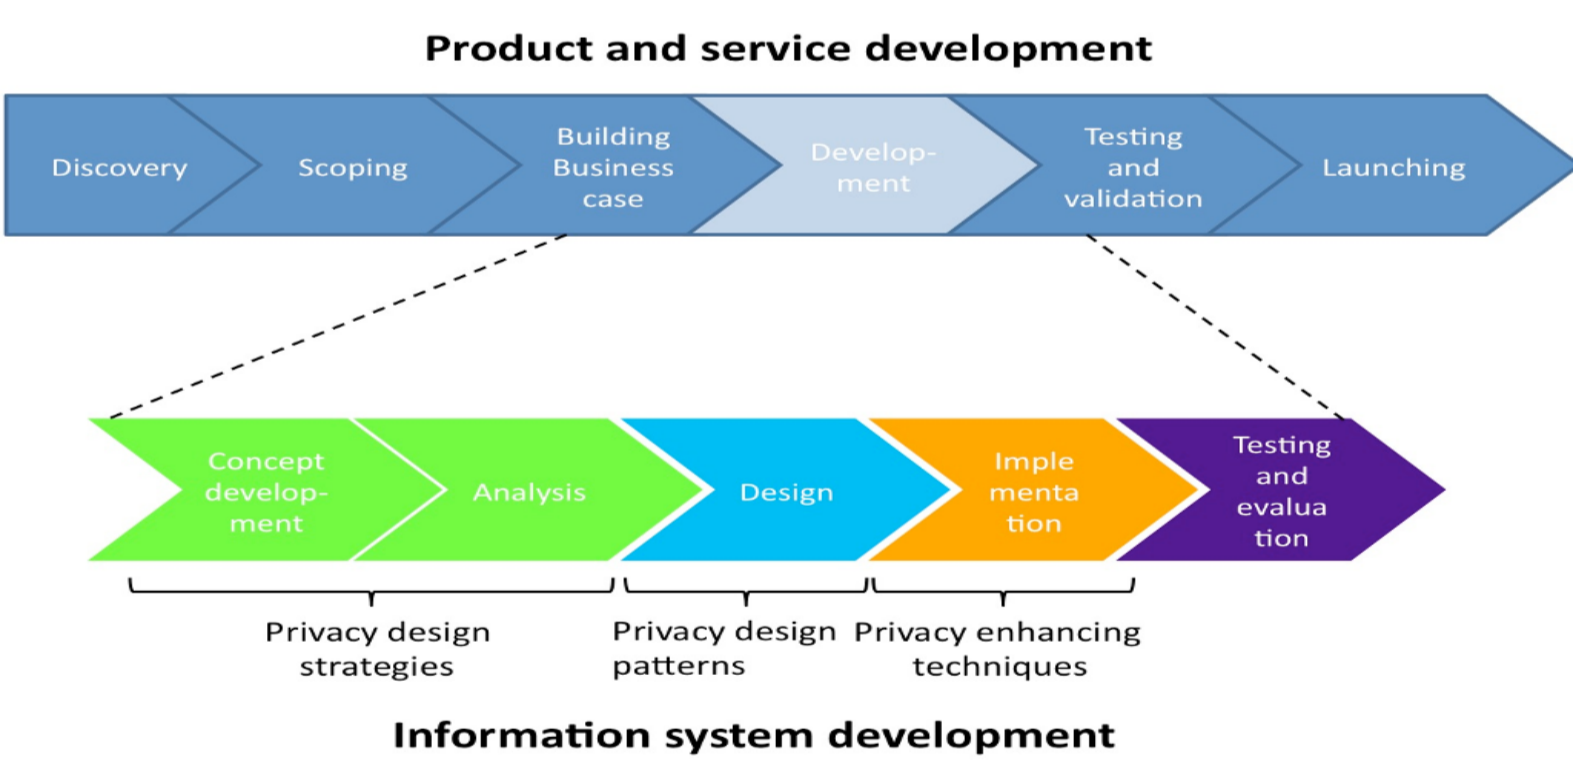 Product and service development
Discovery
Scoping
Building
Business
case
Develop-
ment
Testing
and
validation
Launching
Concept
develop-
ment
Analysis
Design
Imple
menta
tion
Testing
and
evalua
tion
Privacy design
strategies
Privacy design
patterns
Privacy enhancing
techniques
Information system development